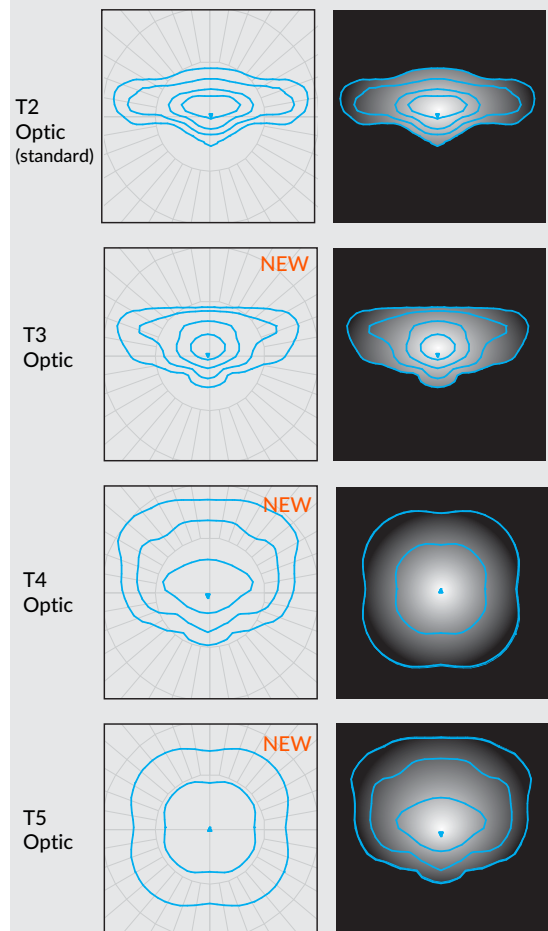 T2
Optic
(standard)
NEW
T3
Optic
NEW
T4
Optic
NEW
T5
Optic